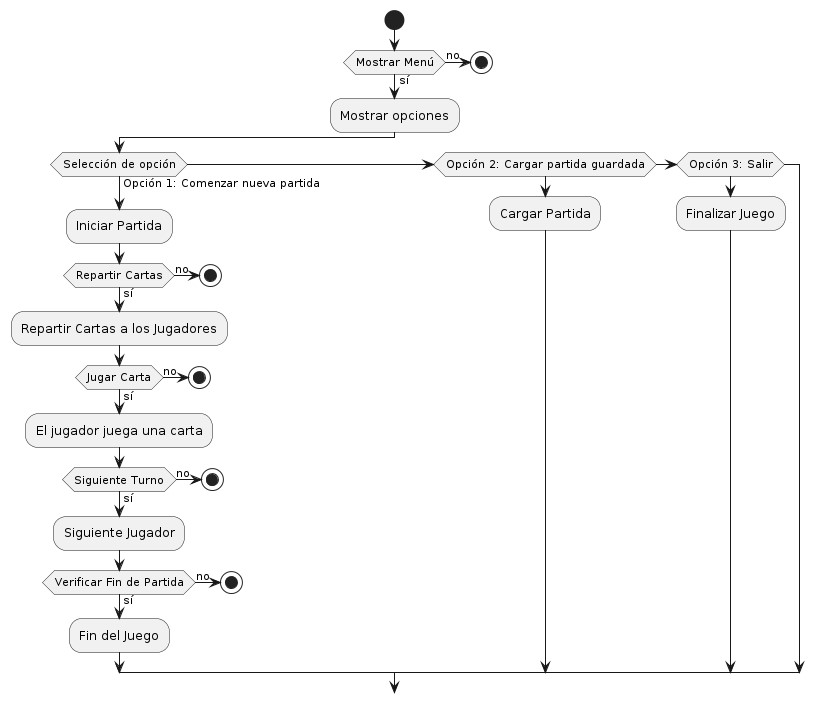 Mostrar Menú
no
sí
Mostrar opciones
Selección de opción
Opción 2: Cargar partida guardada
Opción 3: Salir
Opción 1: Comenzar nueva partida
Iniciar Partida
Cargar Partida
Finalizar Juego
Repartir Cartas
no
sí
Repartir Cartas a los Jugadores
Jugar Carta
no
sí
El jugador juega una carta
Siguiente Turno
no
sí
Siguiente Jugador
Verificar Fin de Partida
no
sí
Fin del Juego